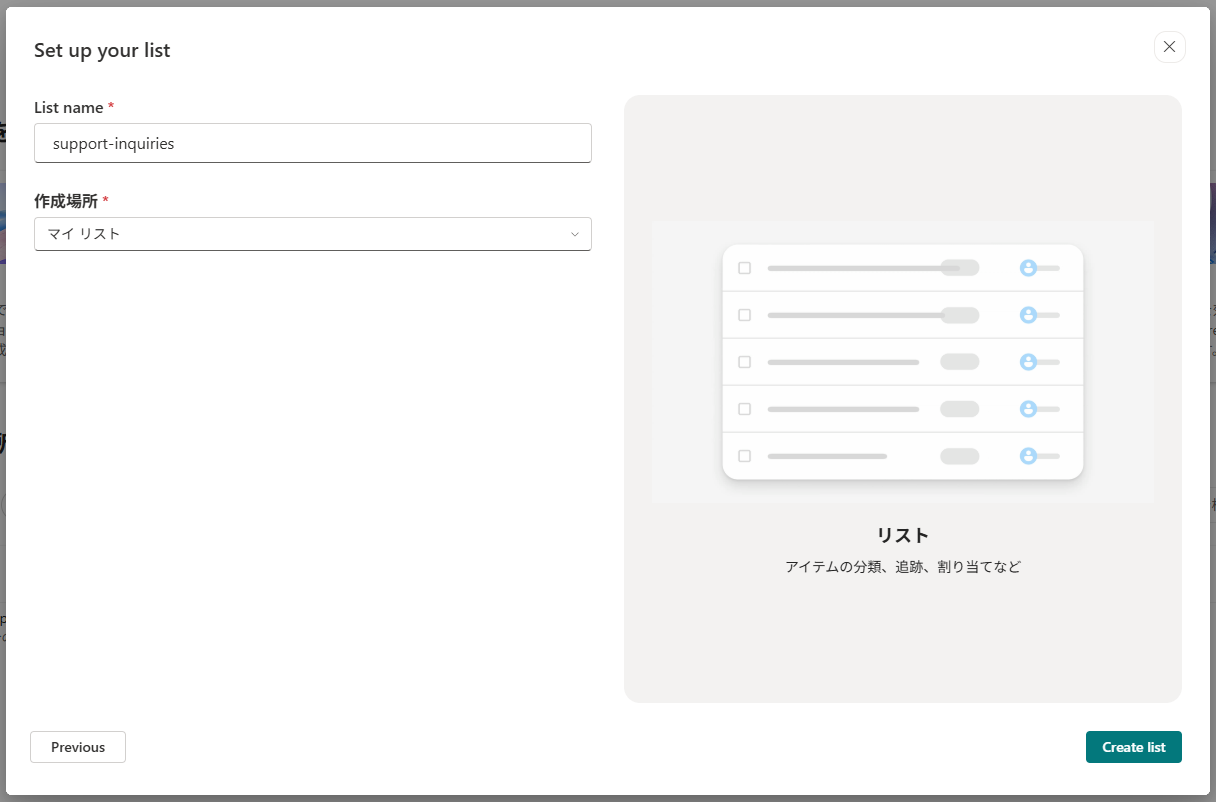 Set up your list
List name *
support-inquiries
作成場所 *
マイ リスト
リスト
アイテムの分類、追跡、割り当てなど
Previous
Create list